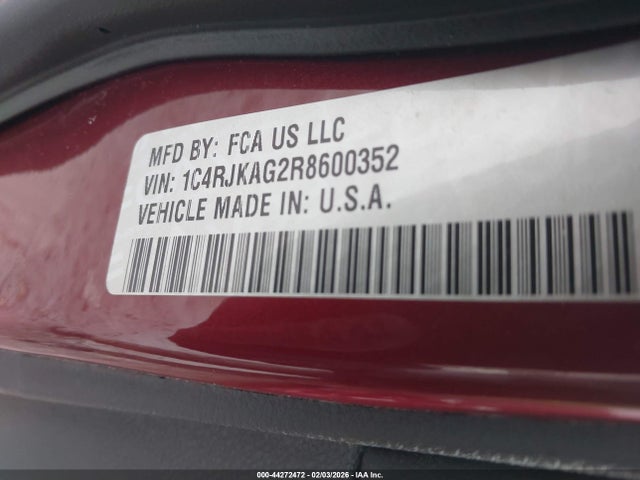 MFD BY: FCA US LLC
VIN: 1C4RJKAG2R8600352
VEHICLE MADE IN: U.S.A.
000-44272472 - 02/03/2026 - IAA Inc.